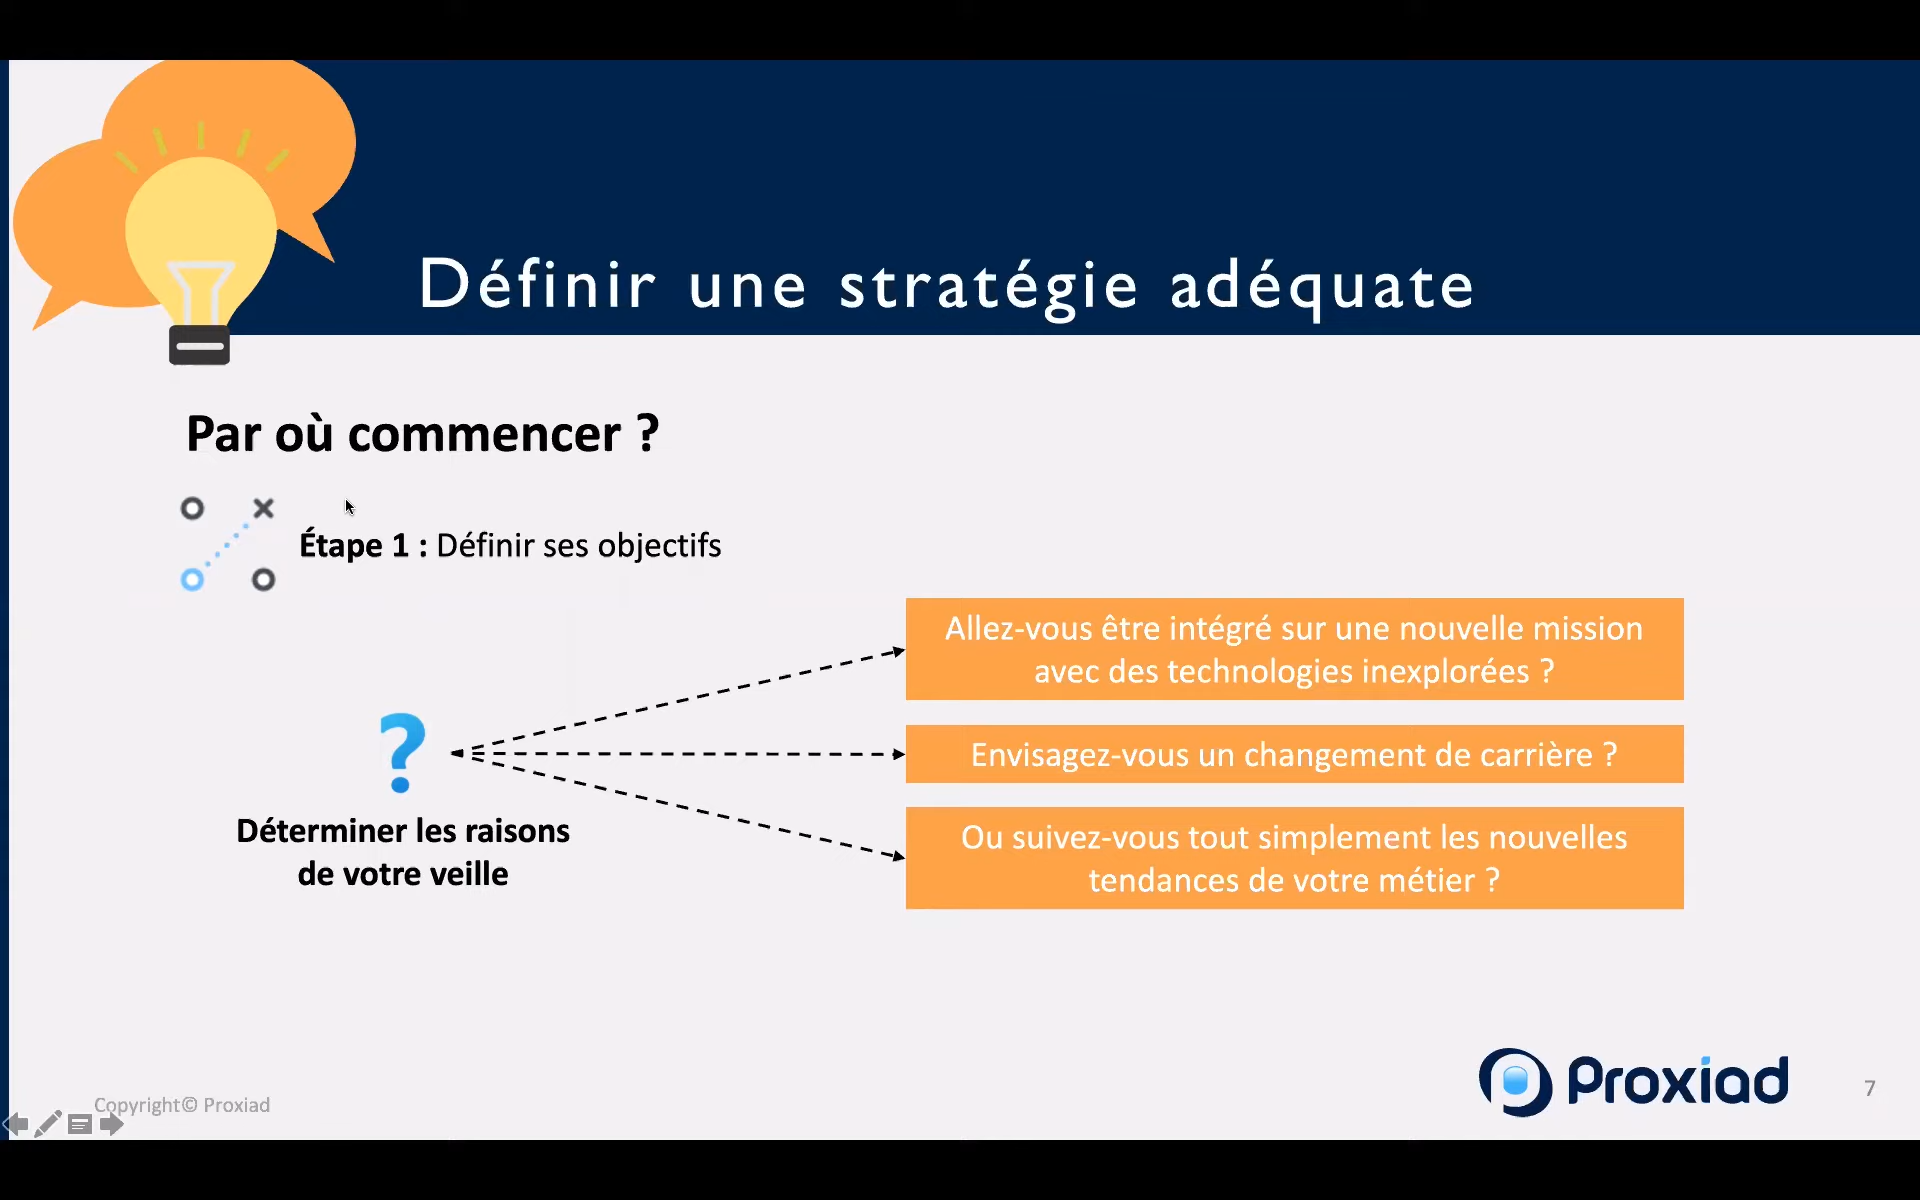 Définir une stratégie adéquate
Par où commencer ?
Étape 1 : Définir ses objectifs
Allez-vous être intégré sur une nouvelle mission
avec des technologies inexplorées ?
Envisagez-vous un changement de carrière ?
Ou suivez-vous tout simplement les nouvelles
tendances de votre métier ?
?
Déterminer les raisons
de votre veille
Copyright© Proxiad
Proxiad
7